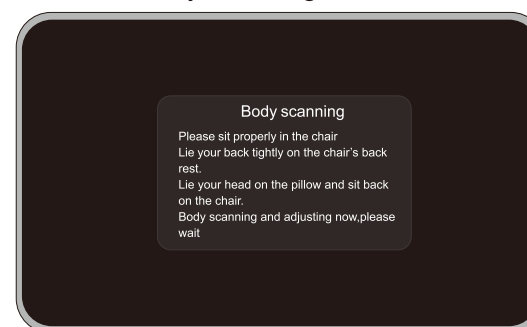 Body scanning
Please sit properly in the chair
Lie your back tightly on the chair's back
rest.
Lie your head on the pillow and sit back
on the chair.
Body scanning and adjusting now,please
wait